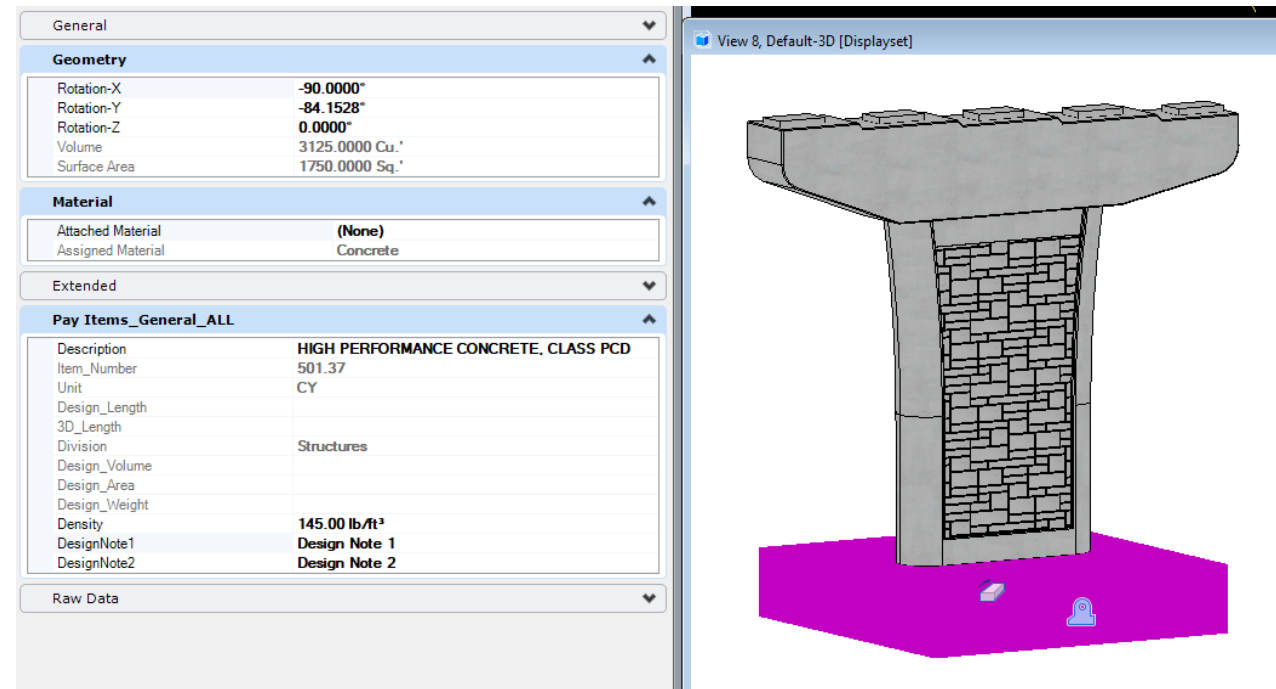 General
Geometry
Rotation-X -90.0000°
Rotation-Y -84.1528°
Rotation-Z 0.0000°
Volume 3125.0000 Cu.'
Surface Area 1750.0000 Sq.'
Material
Attached Material (None)
Assigned Material Concrete
Extended
Pay Items_General_ALL
Description HIGH PERFORMANCE CONCRETE, CLASS PCD
Item_Number 501.37
Unit CY
Design_Length
3D_Length
Division Structures
Design_Volume
Design_Area
Design_Weight
Density 145.00 lb/ft³
DesignNote1 Design Note 1
DesignNote2 Design Note 2
Raw Data
View 8, Default-3D [Displayset]